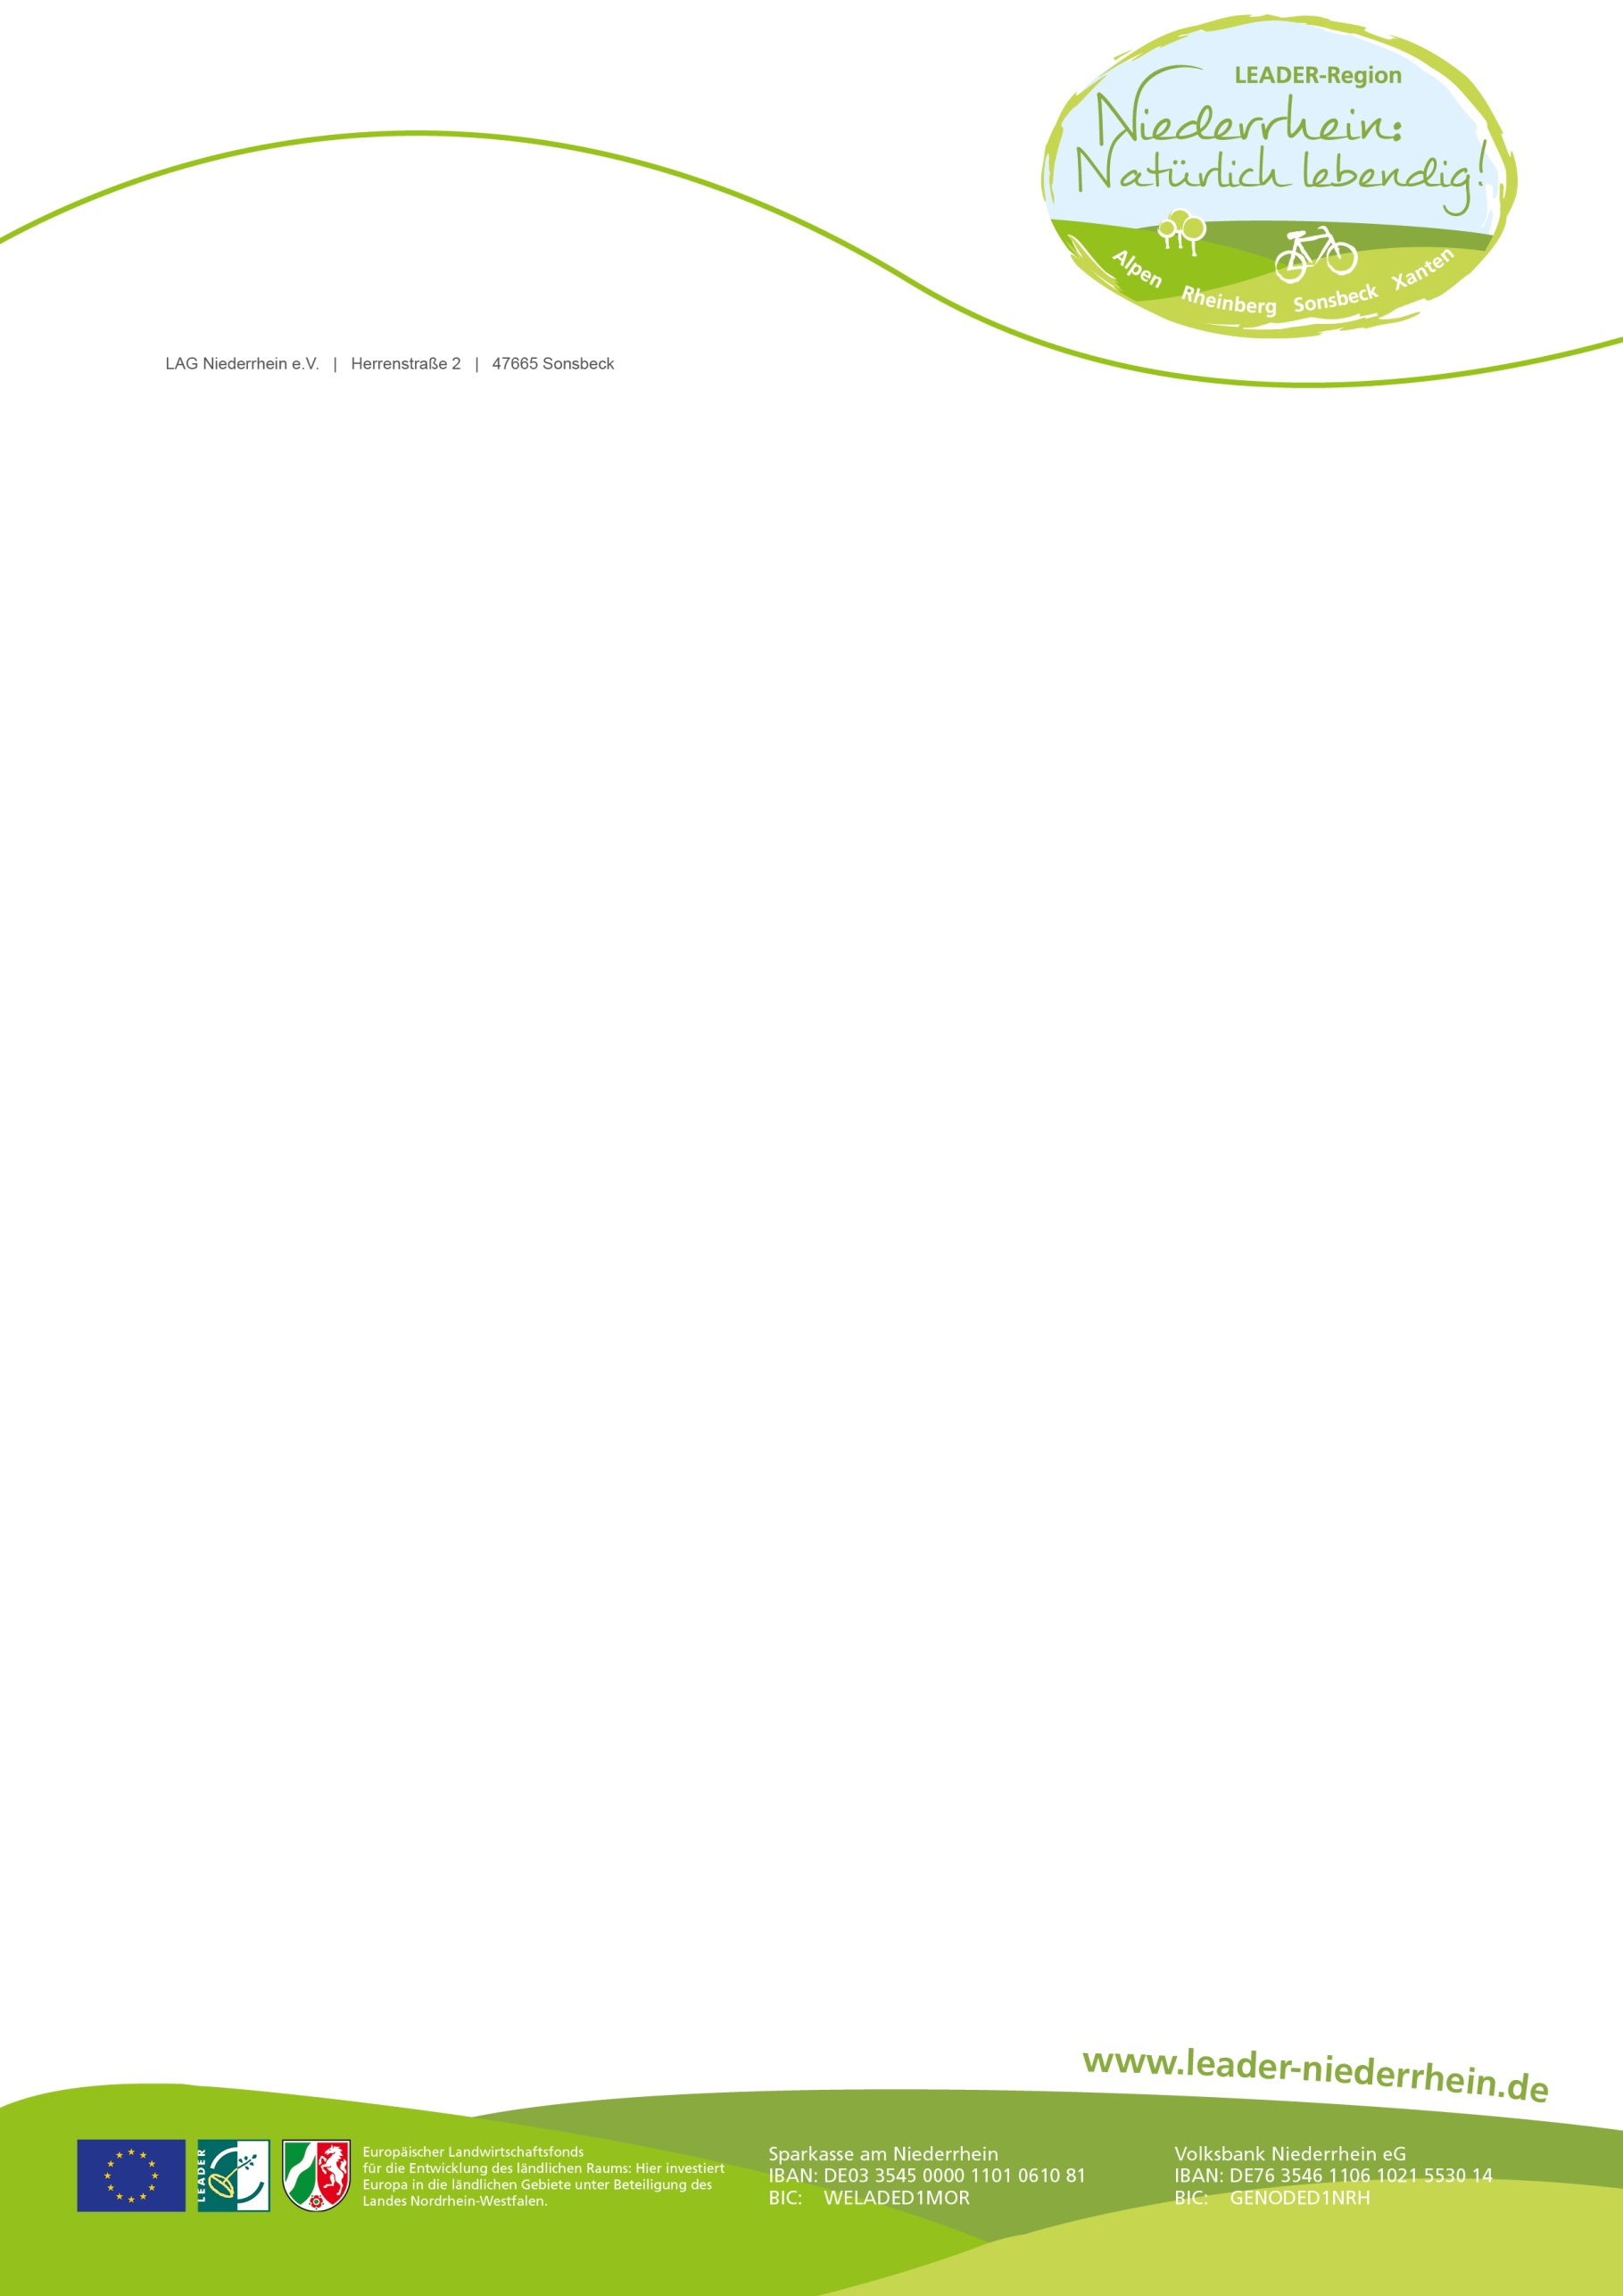 LEADER-Region
Niederrhein:
Natürlich lebendig!
Alpen Rheinberg Sonsbeck Xanten
LAG Niederrhein e.V. | Herrenstraße 2 | 47665 Sonsbeck
www.leader-niederrhein.de
LEADER
Europäischer Landwirtschaftsfonds
für die Entwicklung des ländlichen Raums: Hier investiert
Europa in die ländlichen Gebiete unter Beteiligung des
Landes Nordrhein-Westfalen.
Sparkasse am Niederrhein
IBAN: DE03 3545 0000 1101 0610 81
BIC: WELADED1MOR
Volksbank Niederrhein eG
IBAN: DE76 3546 1106 1021 5530 14
BIC: GENODED1NRH